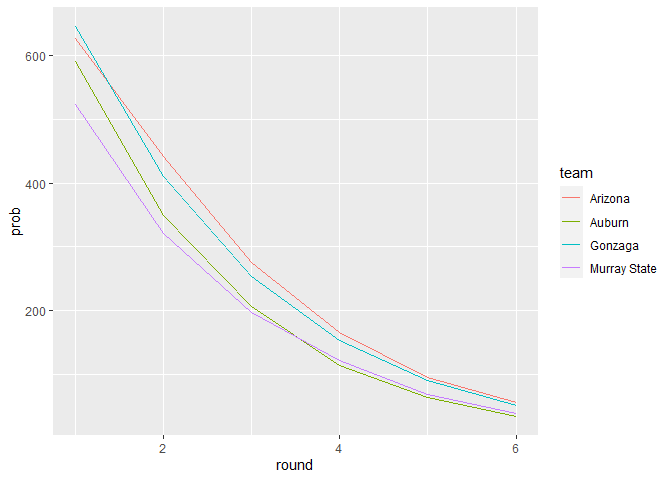 600
400
200
prob
2
4
6
round
team
Arizona
Auburn
Gonzaga
Murray State